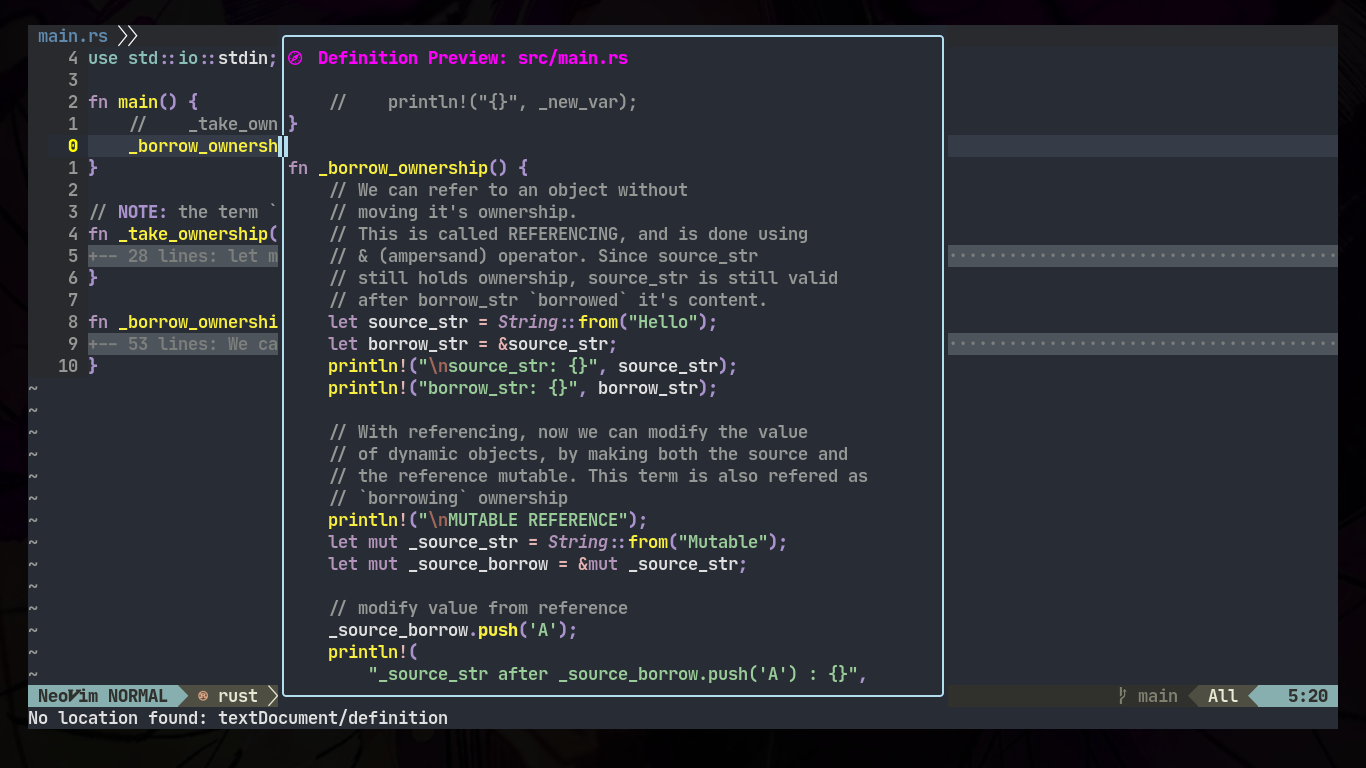 main.rs
4 use std::io::stdin;
3
2 fn main() {
1 // _take_own
0 _borrow_ownersh
1 }
2
3 // NOTE: the term `
4 fn _take_ownership(
5 +-- 28 lines: let m
6 }
7
8 fn _borrow_ownershi
9 +-- 53 lines: We ca
10 }
~
~
~
~
~
~
~
~
~
~
~
~
~
~
Definition Preview: src/main.rs
//    println!("{}", _new_var);
}
fn _borrow_ownership() {
// We can refer to an object without
// moving it's ownership.
// This is called REFERENCING, and is done using
// & (ampersand) operator. Since source_str
// still holds ownership, source_str is still valid
// after borrow_str `borrowed` it's content.
let source_str = String::from("Hello");
let borrow_str = &source_str;
println!("\nsource_str: {}", source_str);
println!("borrow_str: {}", borrow_str);
// With referencing, now we can modify the value
// of dynamic objects, by making both the source and
// the reference mutable. This term is also refered as
// `borrowing` ownership
println!("\nMUTABLE REFERENCE");
let mut _source_str = String::from("Mutable");
let mut _source_borrow = &mut _source_str;
// modify value from reference
_source_borrow.push('A');
println!(
"_source_str after _source_borrow.push('A') : {}",
NeoVim NORMAL rust main All 5:20
No location found: textDocument/definition